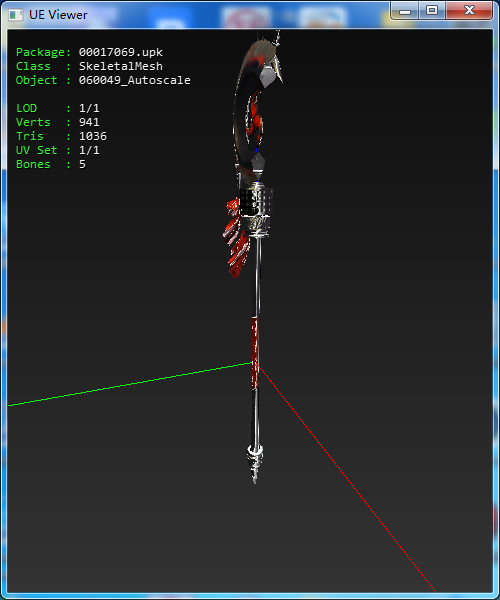 UE Viewer
Package: 00017069.upk
Class  : SkeletalMesh
Object : 060049_Autoscale
LOD    : 1/1
Verts  : 941
Tris   : 1036
UV Set : 1/1
Bones  : 5